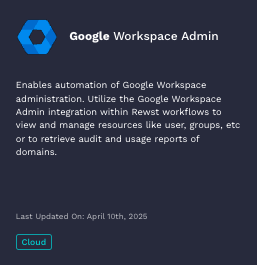 Google Workspace Admin
Enables automation of Google Workspace
administration. Utilize the Google Workspace
Admin integration within Rewst workflows to
view and manage resources like user, groups, etc
or to retrieve audit and usage reports of
domains.
Last Updated On: April 10th, 2025
Cloud